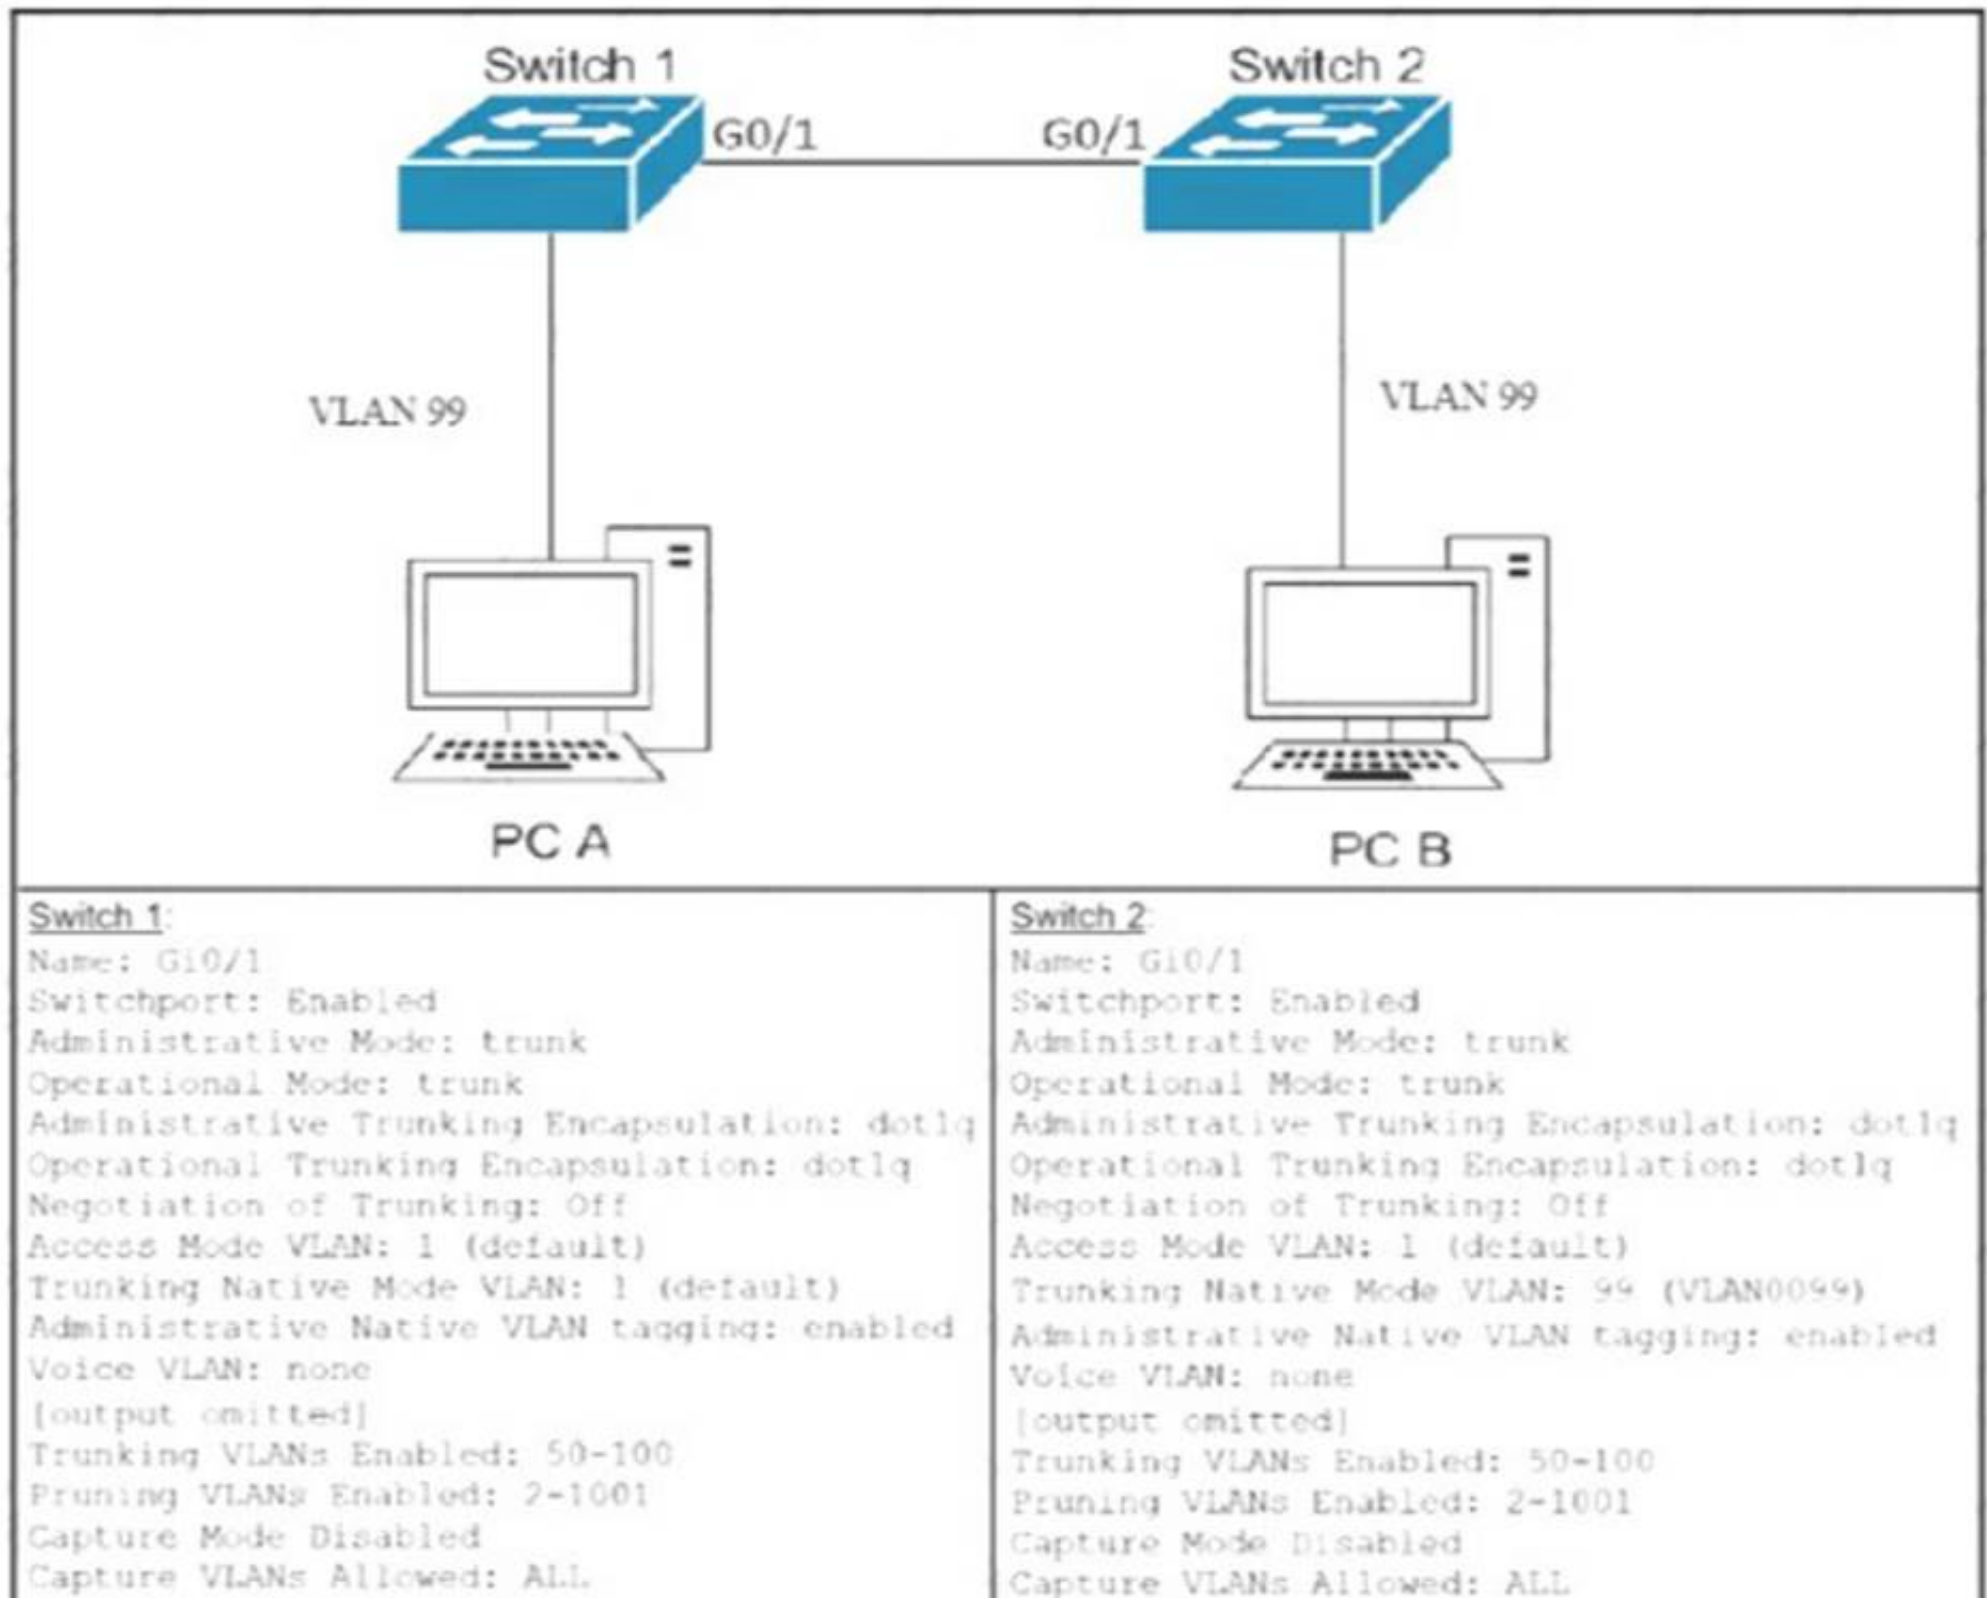 Switch 1
Switch 2
G0/1
G0/1
VLAN 99
VLAN 99
PC A
PC B
Switch 1:
Name: Gi0/1
Switchport: Enabled
Administrative Mode: trunk
Operational Mode: trunk
Administrative Trunking Encapsulation: dot1q
Operational Trunking Encapsulation: dot1q
Negotiation of Trunking: Off
Access Mode VLAN: 1 (default)
Trunking Native Mode VLAN: 1 (default)
Administrative Native VLAN tagging: enabled
Voice VLAN: none
[output omitted]
Trunking VLANs Enabled: 50-100
Pruning VLANs Enabled: 2-1001
Capture Mode Disabled
Capture VLANs Allowed: ALL
Switch 2:
Name: Gi0/1
Switchport: Enabled
Administrative Mode: trunk
Operational Mode: trunk
Administrative Trunking Encapsulation: dot1q
Operational Trunking Encapsulation: dot1q
Negotiation of Trunking: Off
Access Mode VLAN: 1 (default)
Trunking Native Mode VLAN: 99 (VLAN0099)
Administrative Native VLAN tagging: enabled
Voice VLAN: none
[output omitted]
Trunking VLANs Enabled: 50-100
Pruning VLANs Enabled: 2-1001
Capture Mode Disabled
Capture VLANs Allowed: ALL